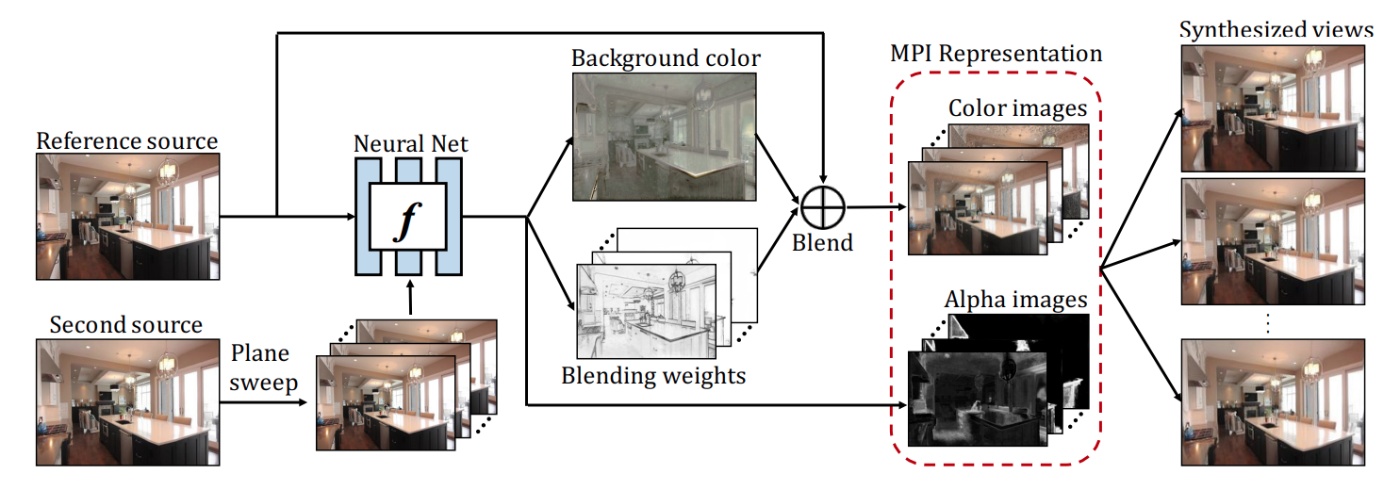 Synthesized views
Background color
MPI Representation
Color images
Reference source
Neural Net
f
Blend
Second source
Plane
sweep
Blending weights
Alpha images